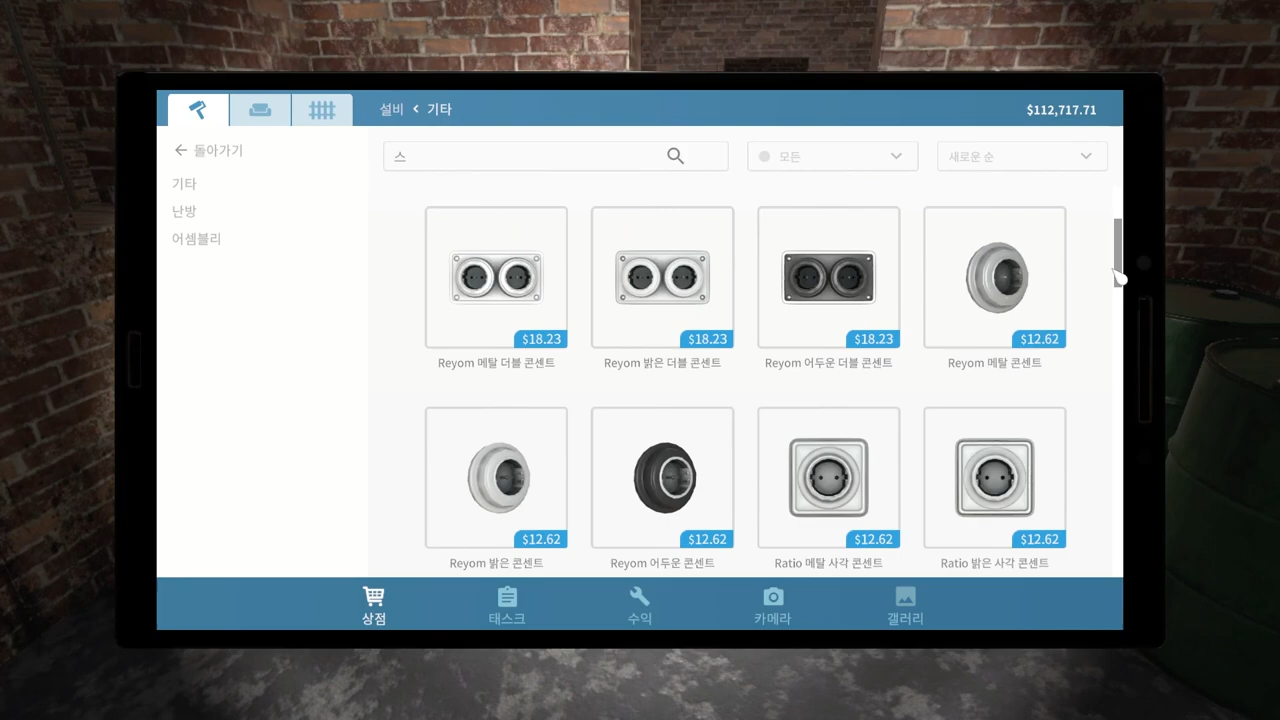 설비 < 기타
$112,717.71
돌아가기
스
모든
새로운 순
기타
난방
어셈블리
$18.23
$18.23
$18.23
$12.62
Reyom 메탈 더블 콘센트
Reyom 밝은 더블 콘센트
Reyom 어두운 더블 콘센트
Reyom 메탈 콘센트
$12.62
$12.62
$12.62
$12.62
Reyom 밝은 콘센트
Reyom 어두운 콘센트
Ratio 메탈 사각 콘센트
Ratio 밝은 사각 콘센트
상점
태스크
수익
카메라
갤러리